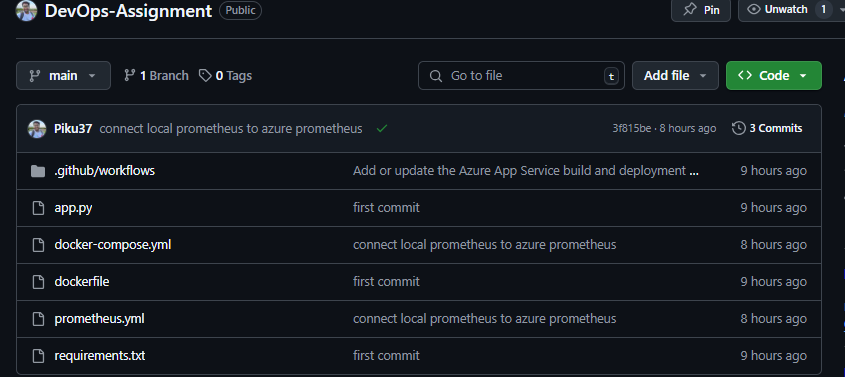 DevOps-Assignment Public Pin Unwatch 1
main 1 Branch 0 Tags Go to file t Add file Code
Piku37 connect local prometheus to azure prometheus 3f815be · 8 hours ago 3 Commits
.github/workflows Add or update the Azure App Service build and deployment ... 9 hours ago
app.py first commit 9 hours ago
docker-compose.yml connect local prometheus to azure prometheus 8 hours ago
dockerfile first commit 9 hours ago
prometheus.yml connect local prometheus to azure prometheus 8 hours ago
requirements.txt first commit 9 hours ago